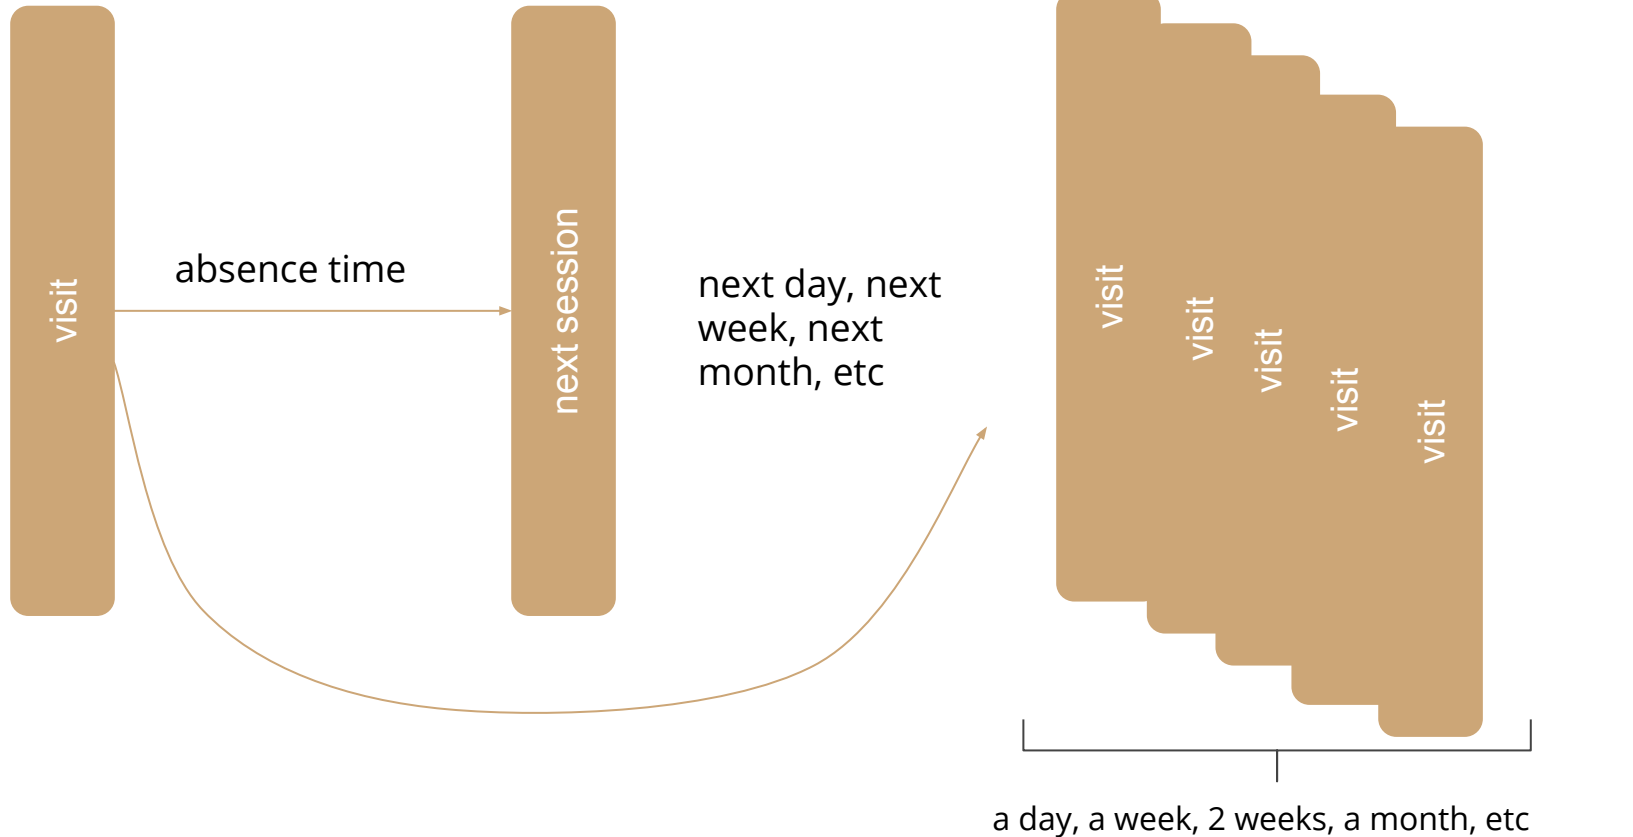 visit
absence time
next session
next day, next
week, next
month, etc
visit
visit
visit
visit
visit
a day, a week, 2 weeks, a month, etc